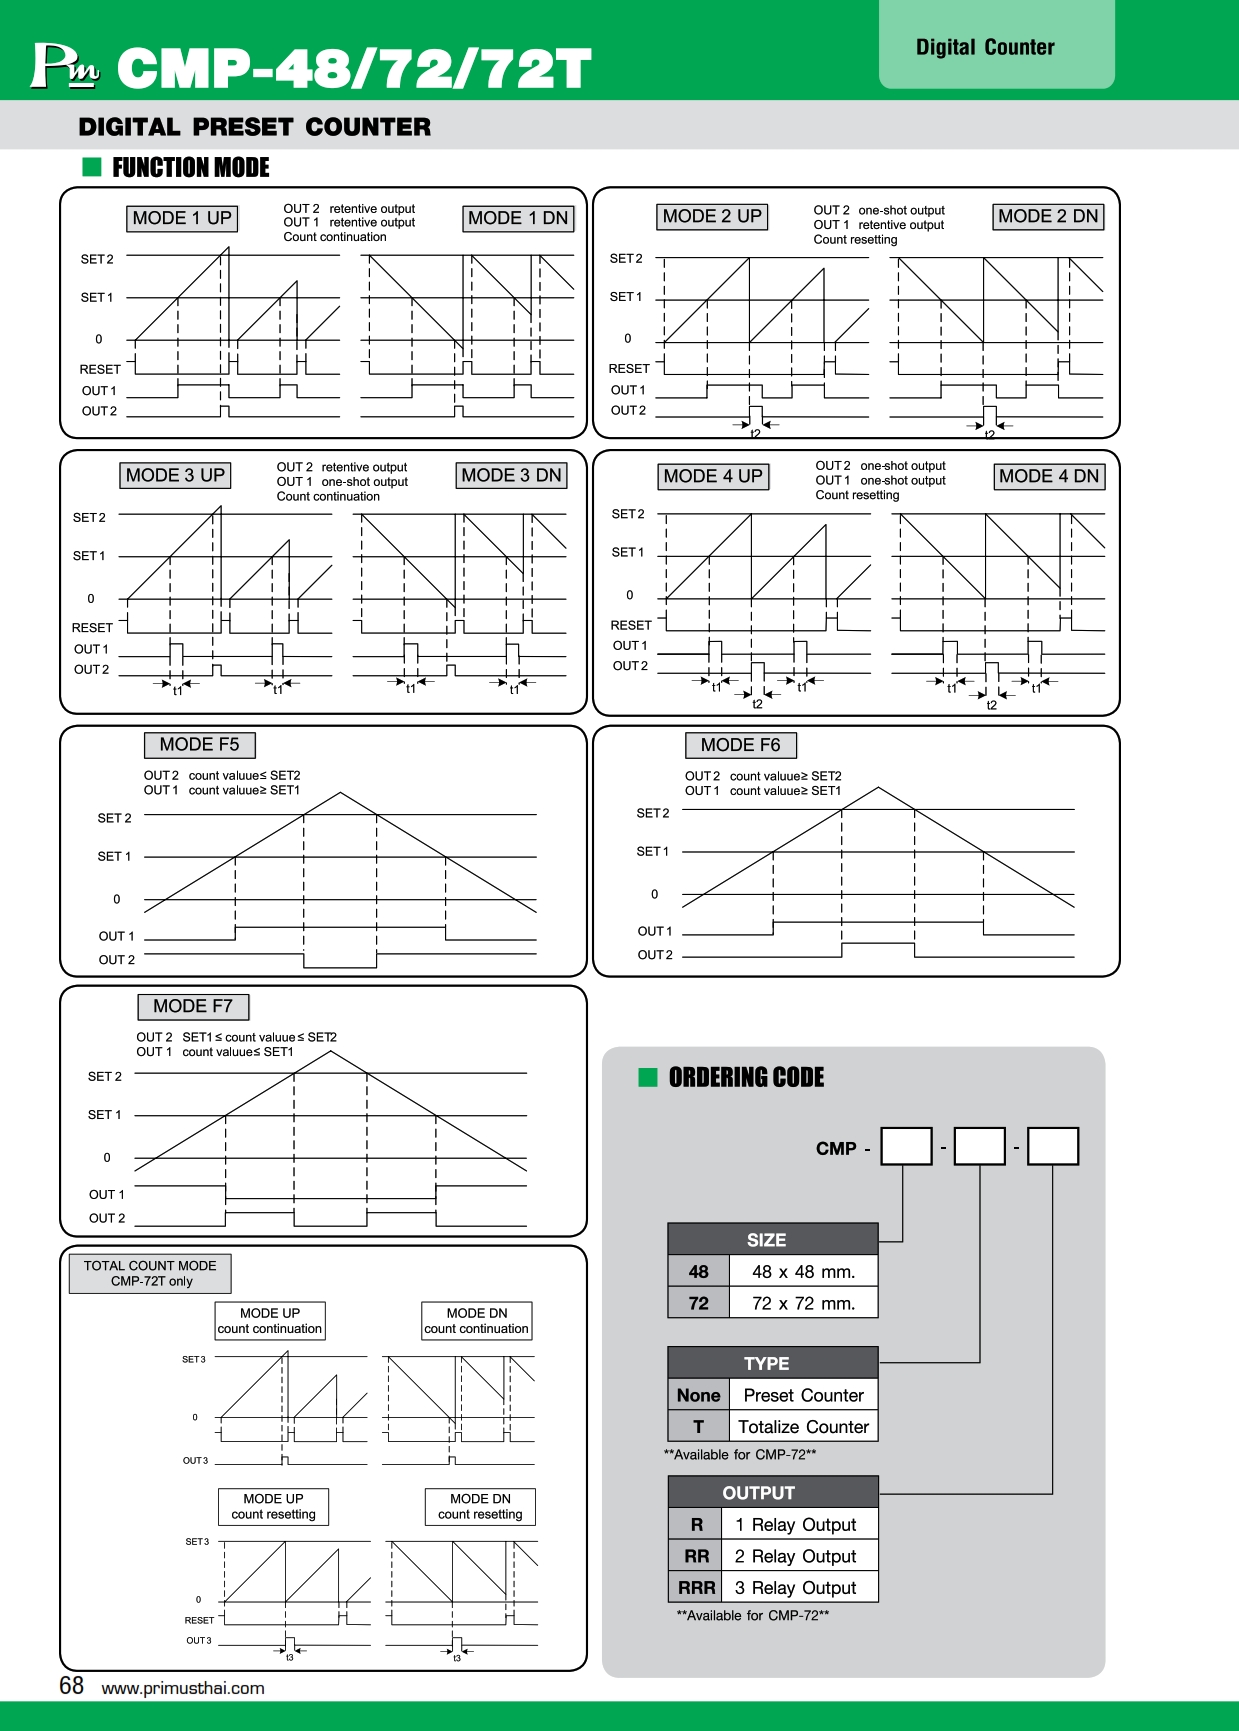 Pm CMP-48/72/72T
Digital Counter
DIGITAL PRESET COUNTER
FUNCTION MODE
MODE 1 UP
OUT 2 retentive output
OUT 1 retentive output
Count continuation
MODE 1 DN
SET 2
SET 1
0
RESET
OUT 1
OUT 2
MODE 2 UP
OUT 2 one-shot output
OUT 1 retentive output
Count resetting
MODE 2 DN
SET 2
SET 1
0
RESET
OUT 1
OUT 2
t2 t2
MODE 3 UP
OUT 2 retentive output
OUT 1 one-shot output
Count continuation
MODE 3 DN
SET 2
SET 1
0
RESET
OUT 1
OUT 2
t1 t1 t1 t1
MODE 4 UP
OUT 2 one-shot output
OUT 1 one-shot output
Count resetting
MODE 4 DN
SET 2
SET 1
0
RESET
OUT 1
OUT 2
t1 t1 t1 t1
t2 t2
MODE F5
OUT 2 count valuue≤ SET2
OUT 1 count valuue≥ SET1
SET 2
SET 1
0
OUT 1
OUT 2
MODE F6
OUT 2 count valuue≥ SET2
OUT 1 count valuue≥ SET1
SET 2
SET 1
0
OUT 1
OUT 2
MODE F7
OUT 2 SET1 ≤ count valuue ≤ SET2
OUT 1 count valuue≤ SET1
SET 2
SET 1
0
OUT 1
OUT 2
TOTAL COUNT MODE
CMP-72T only
MODE UP
count continuation
MODE DN
count continuation
SET 3
0
OUT 3
MODE UP
count resetting
MODE DN
count resetting
SET 3
0
RESET
OUT 3
t3 t3
ORDERING CODE
CMP - - -
SIZE
48 48 x 48 mm.
72 72 x 72 mm.
TYPE
None Preset Counter
T Totalize Counter
**Available for CMP-72**
OUTPUT
R 1 Relay Output
RR 2 Relay Output
RRR 3 Relay Output
**Available for CMP-72**
68 www.primusthai.com